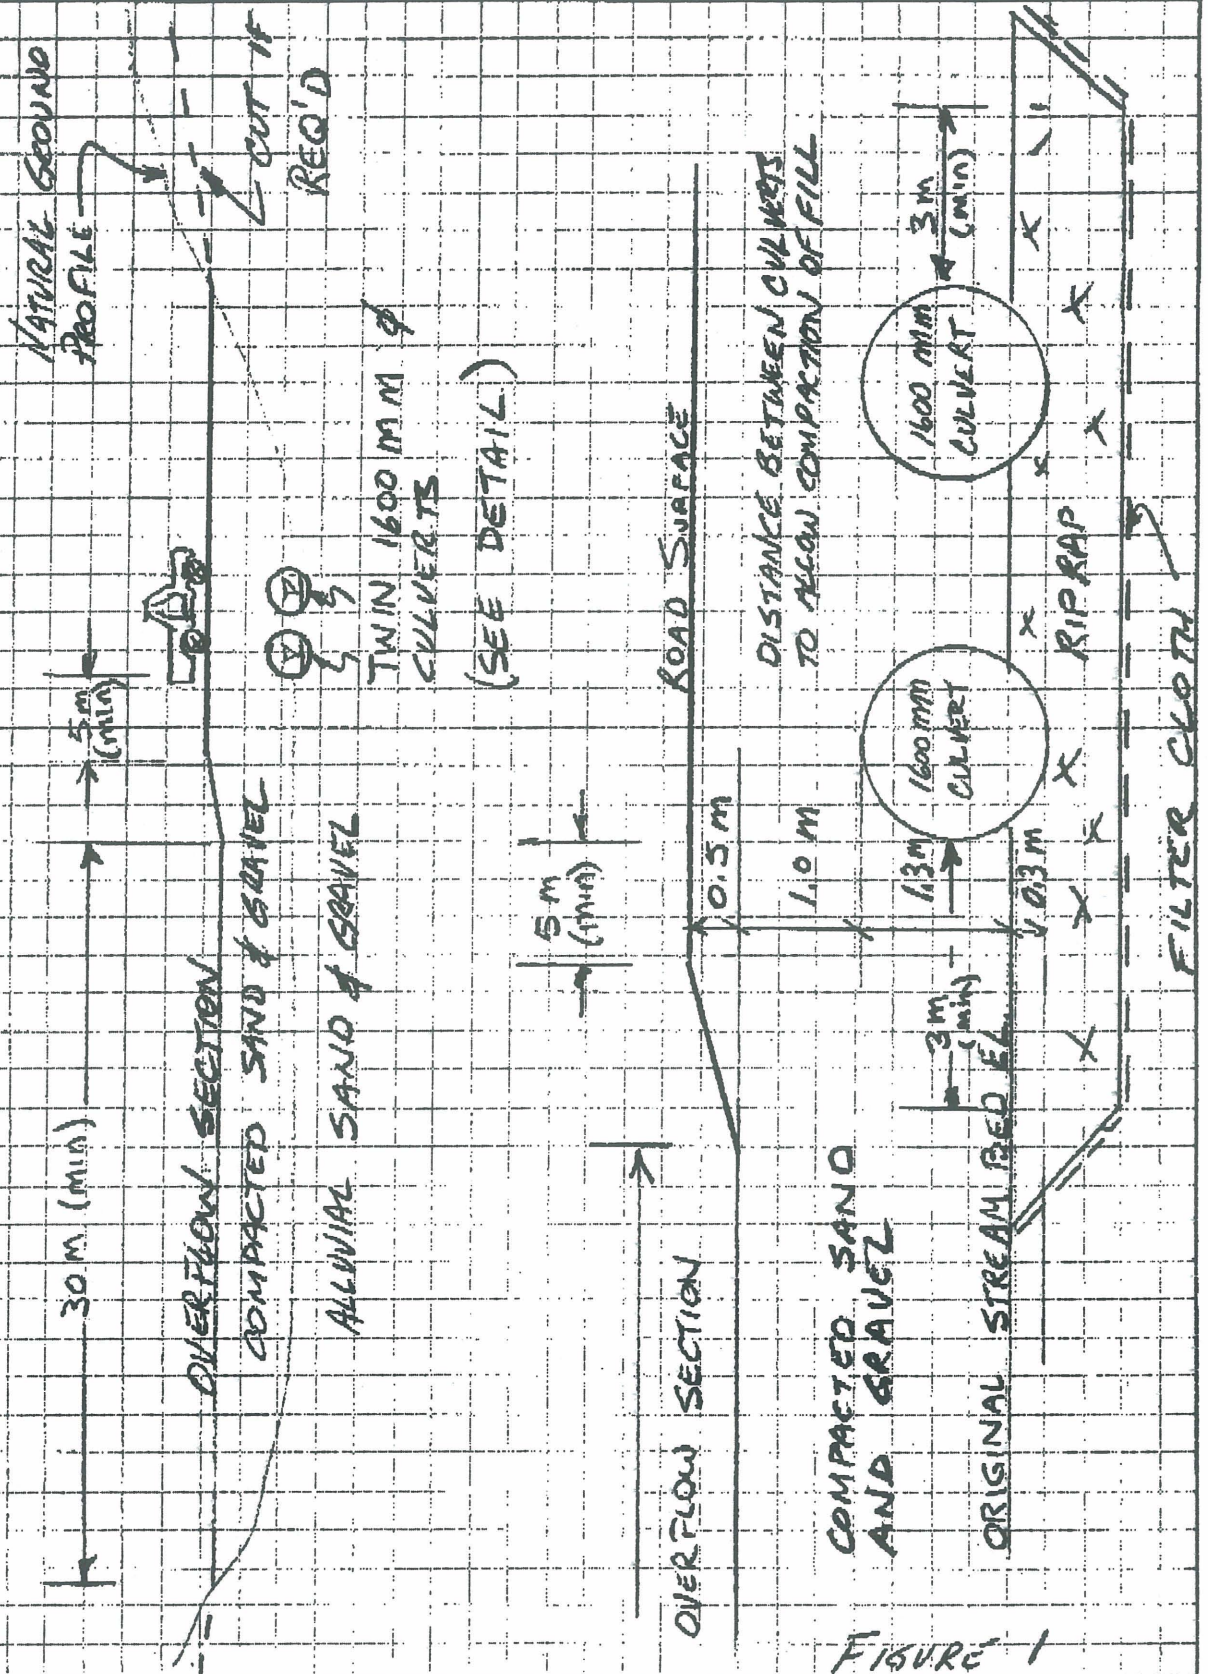 NATURAL GROUND
PROFILE
CUT IF
REQ'D
30 m (min)
5 m
(min)
OVERFLOW SECTION
COMPACTED SAND & GRAVEL
ALLUVIAL SAND & GRAVEL
TWIN 1600 MM ⌀
CULVERTS
(SEE DETAIL)
5 m
(min)
OVERFLOW SECTION
ROAD SURFACE
0.5 m
1.0 m
1.3 m
0.3 m
DISTANCE BETWEEN CULVERTS
TO ALLOW COMPACTION OF FILL
COMPACTED SAND
AND GRAVEL
3 m
(min)
1600 mm
CULVERT
1600 mm
CULVERT
3 m
(min)
ORIGINAL STREAM BED EL.
RIPRAP
FILTER CLOTH
FIGURE 1